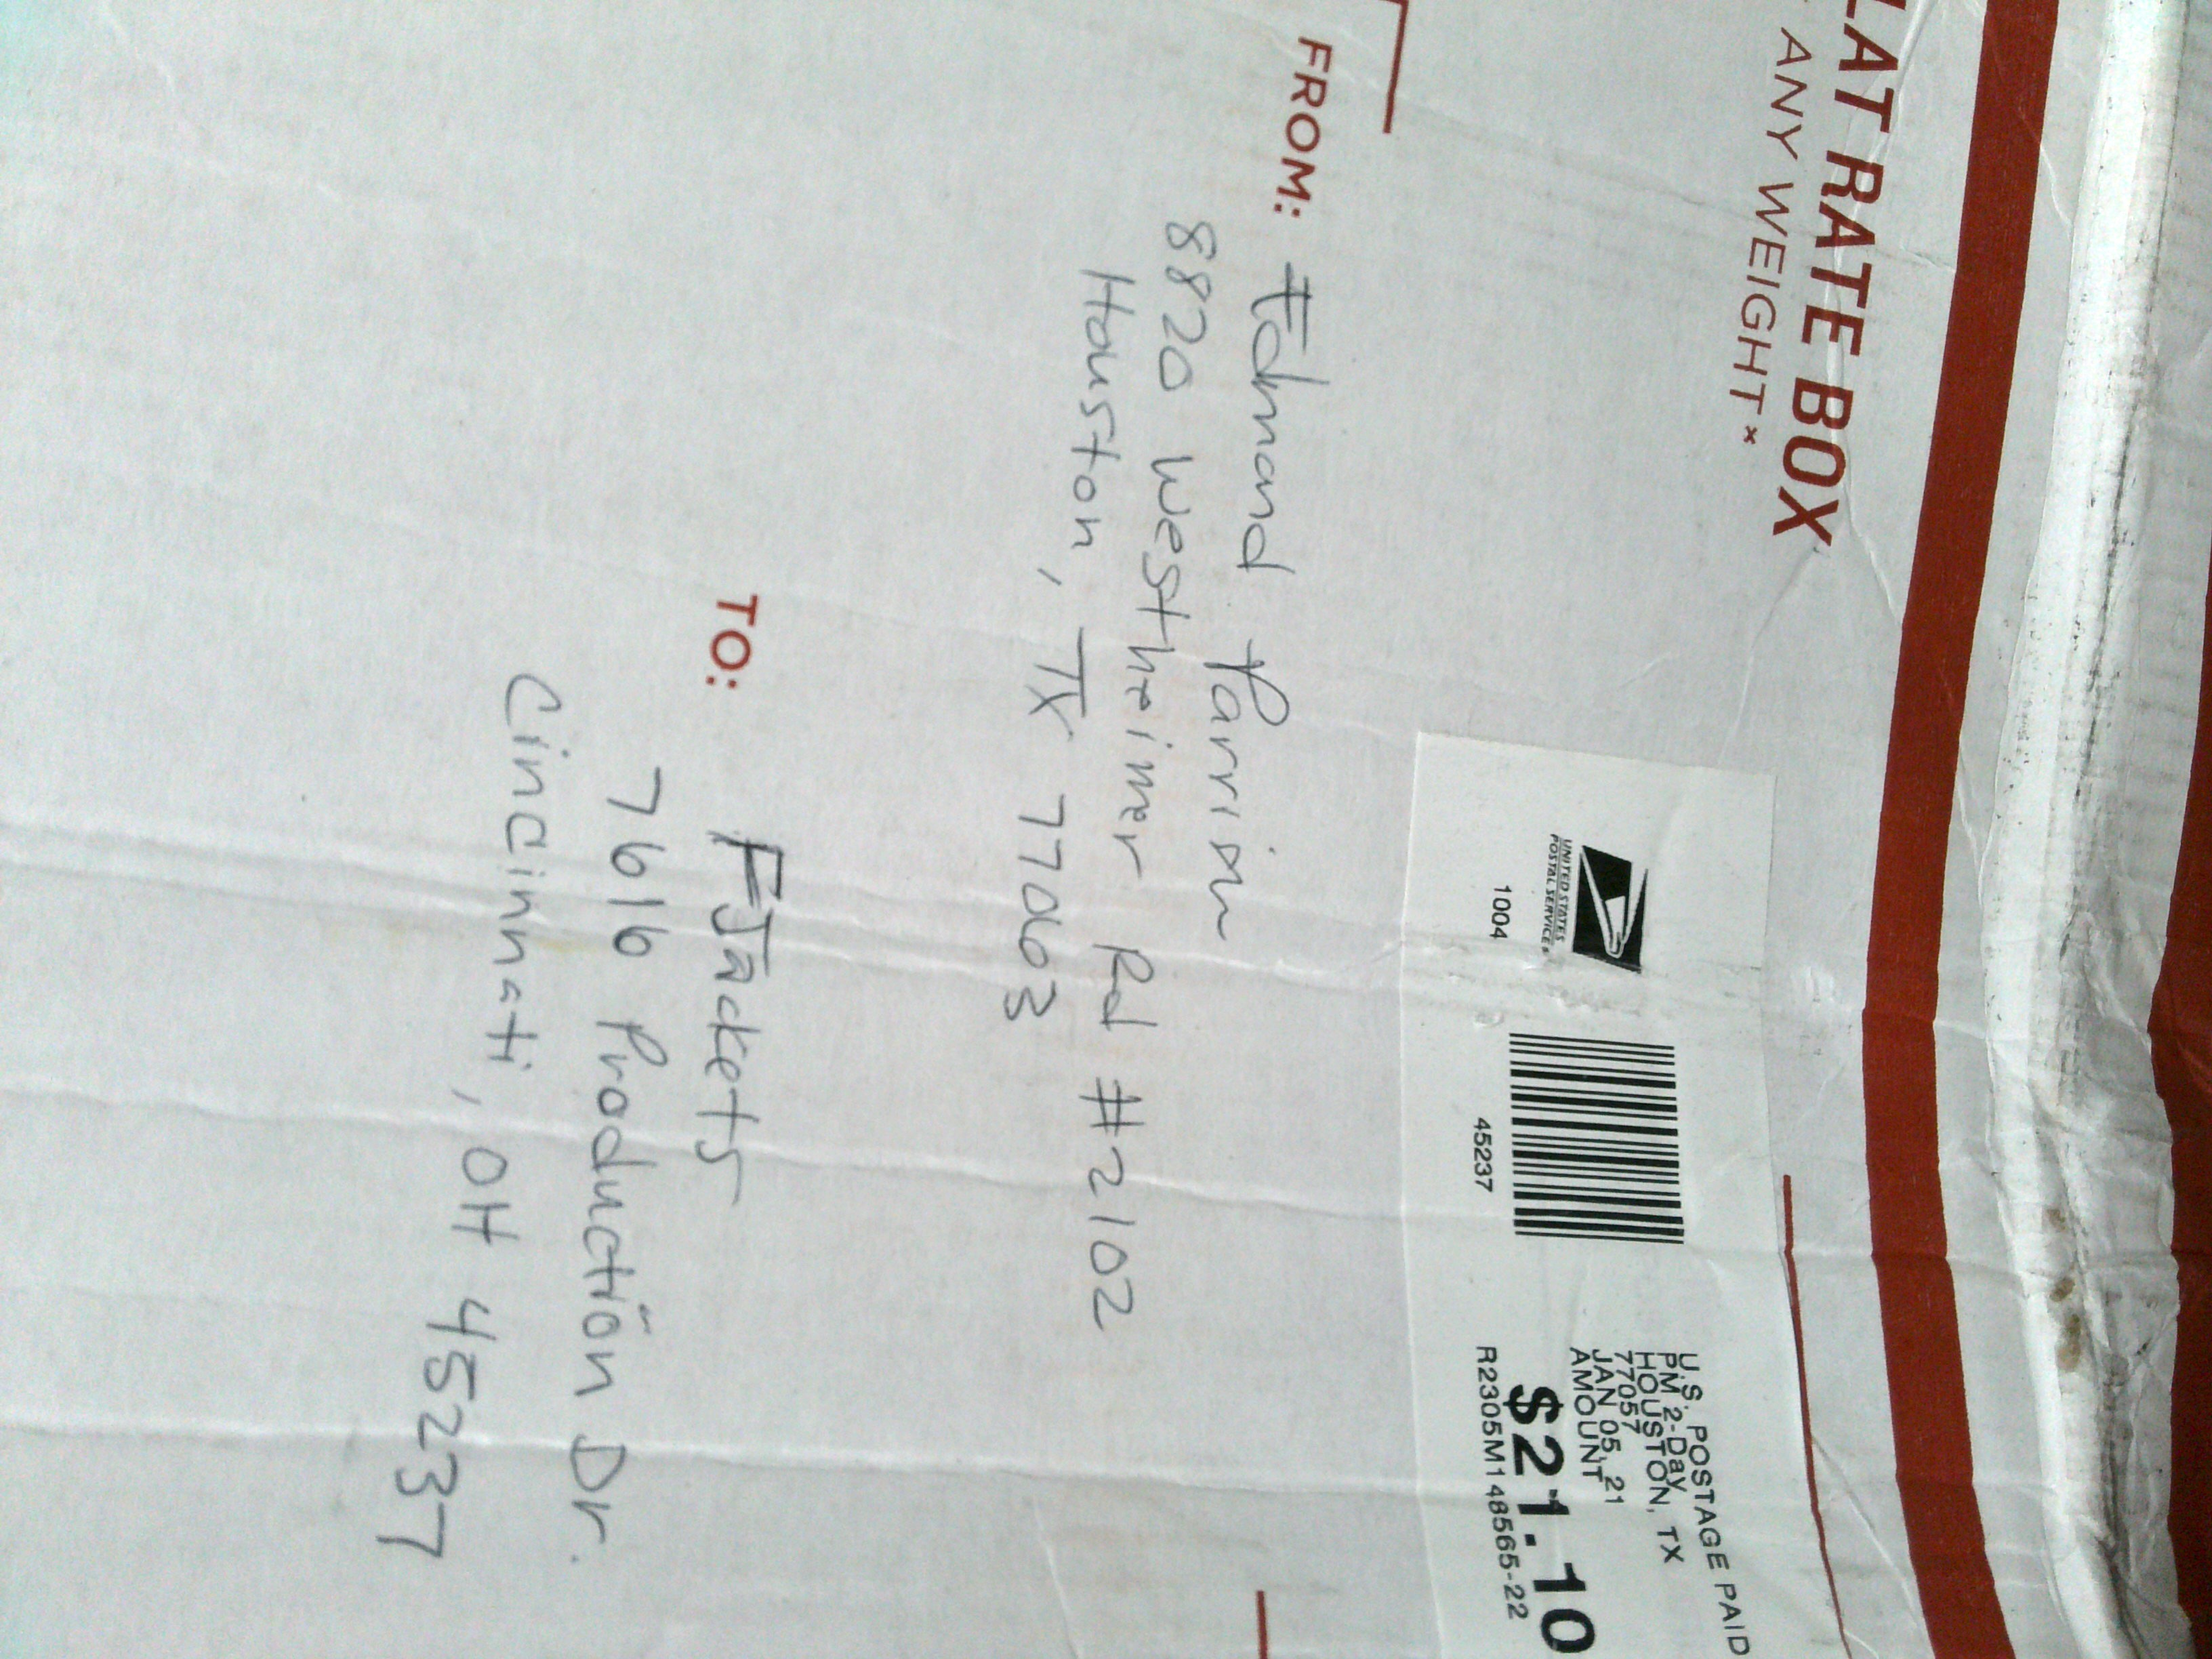 LAT RATE BOX
ANY WEIGHT*
UNITED STATES
POSTAL SERVICE®
1004
45237
U.S. POSTAGE PAID
PM 2-Day
HOUSTON, TX
77057
JAN 05, 21
AMOUNT
$21.10
R2305M148565-22
FROM: Edmond Parrish
8820 Westheimer Rd #2102
Houston, TX 77063
TO: FJackets
7616 Production Dr.
Cincinnati, OH 45237